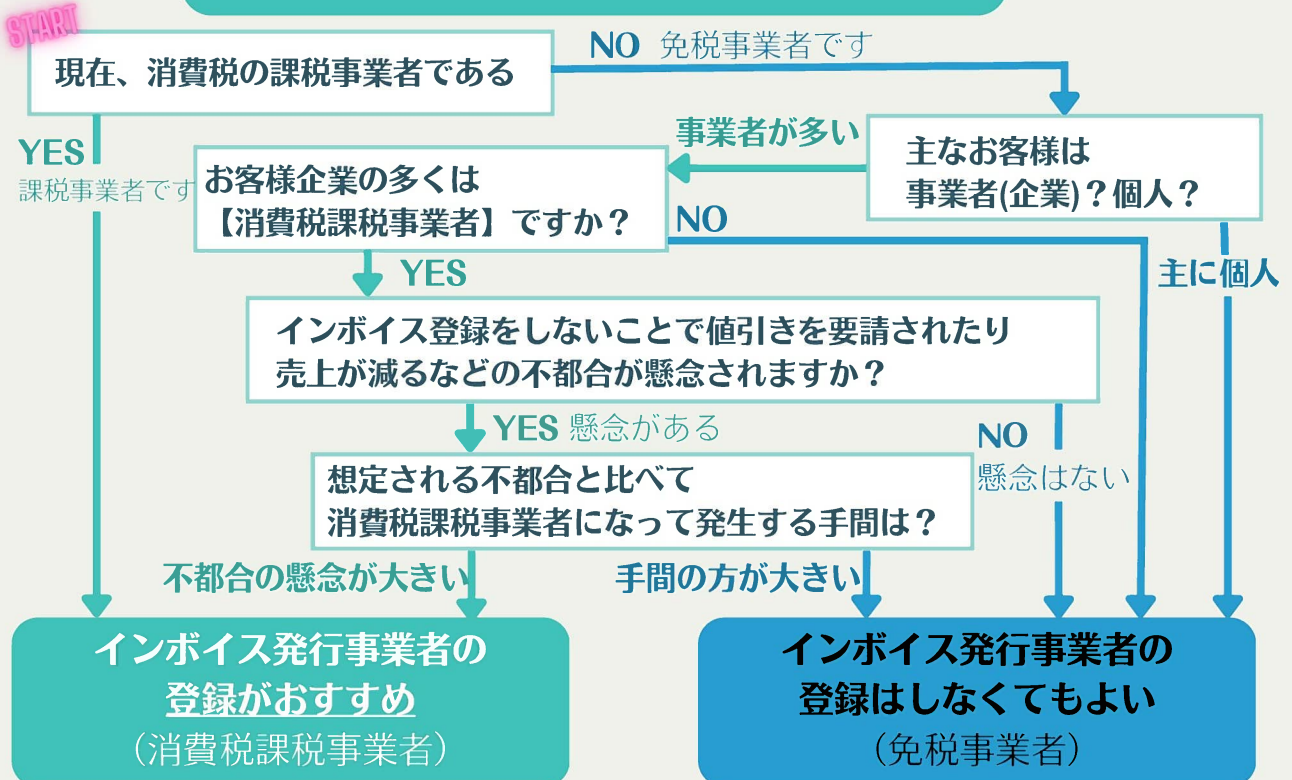 START
現在、消費税の課税事業者である
NO 免税事業者です
YES
課税事業者です
主なお客様は
事業者(企業)？個人？
事業者が多い
お客様企業の多くは
【消費税課税事業者】ですか？
NO
主に個人
YES
インボイス登録をしないことで値引きを要請されたり
売上が減るなどの不都合が懸念されますか？
YES 懸念がある
NO
懸念はない
想定される不都合と比べて
消費税課税事業者になって発生する手間は？
不都合の懸念が大きい
手間の方が大きい
インボイス発行事業者の
登録がおすすめ
（消費税課税事業者）
インボイス発行事業者の
登録はしなくてもよい
（免税事業者）